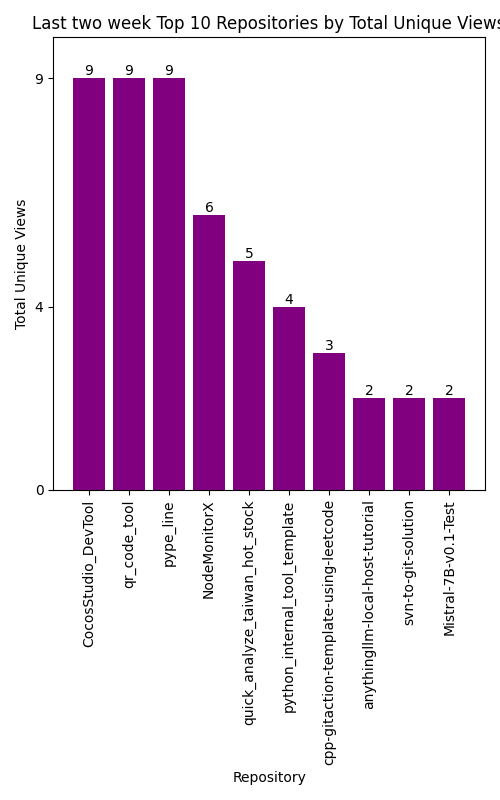 Last two week Top 10 Repositories by Total Unique Views
9 9 9
6
5
4
3
2 2 2
9
4
0
Total Unique Views
CocosStudio_DevTool
qr_code_tool
pype_line
NodeMonitorX
quick_analyze_taiwan_hot_stock
python_internal_tool_template
cpp-gitaction-template-using-leetcode
anythingllm-local-host-tutorial
svn-to-git-solution
Mistral-7B-v0.1-Test
Repository